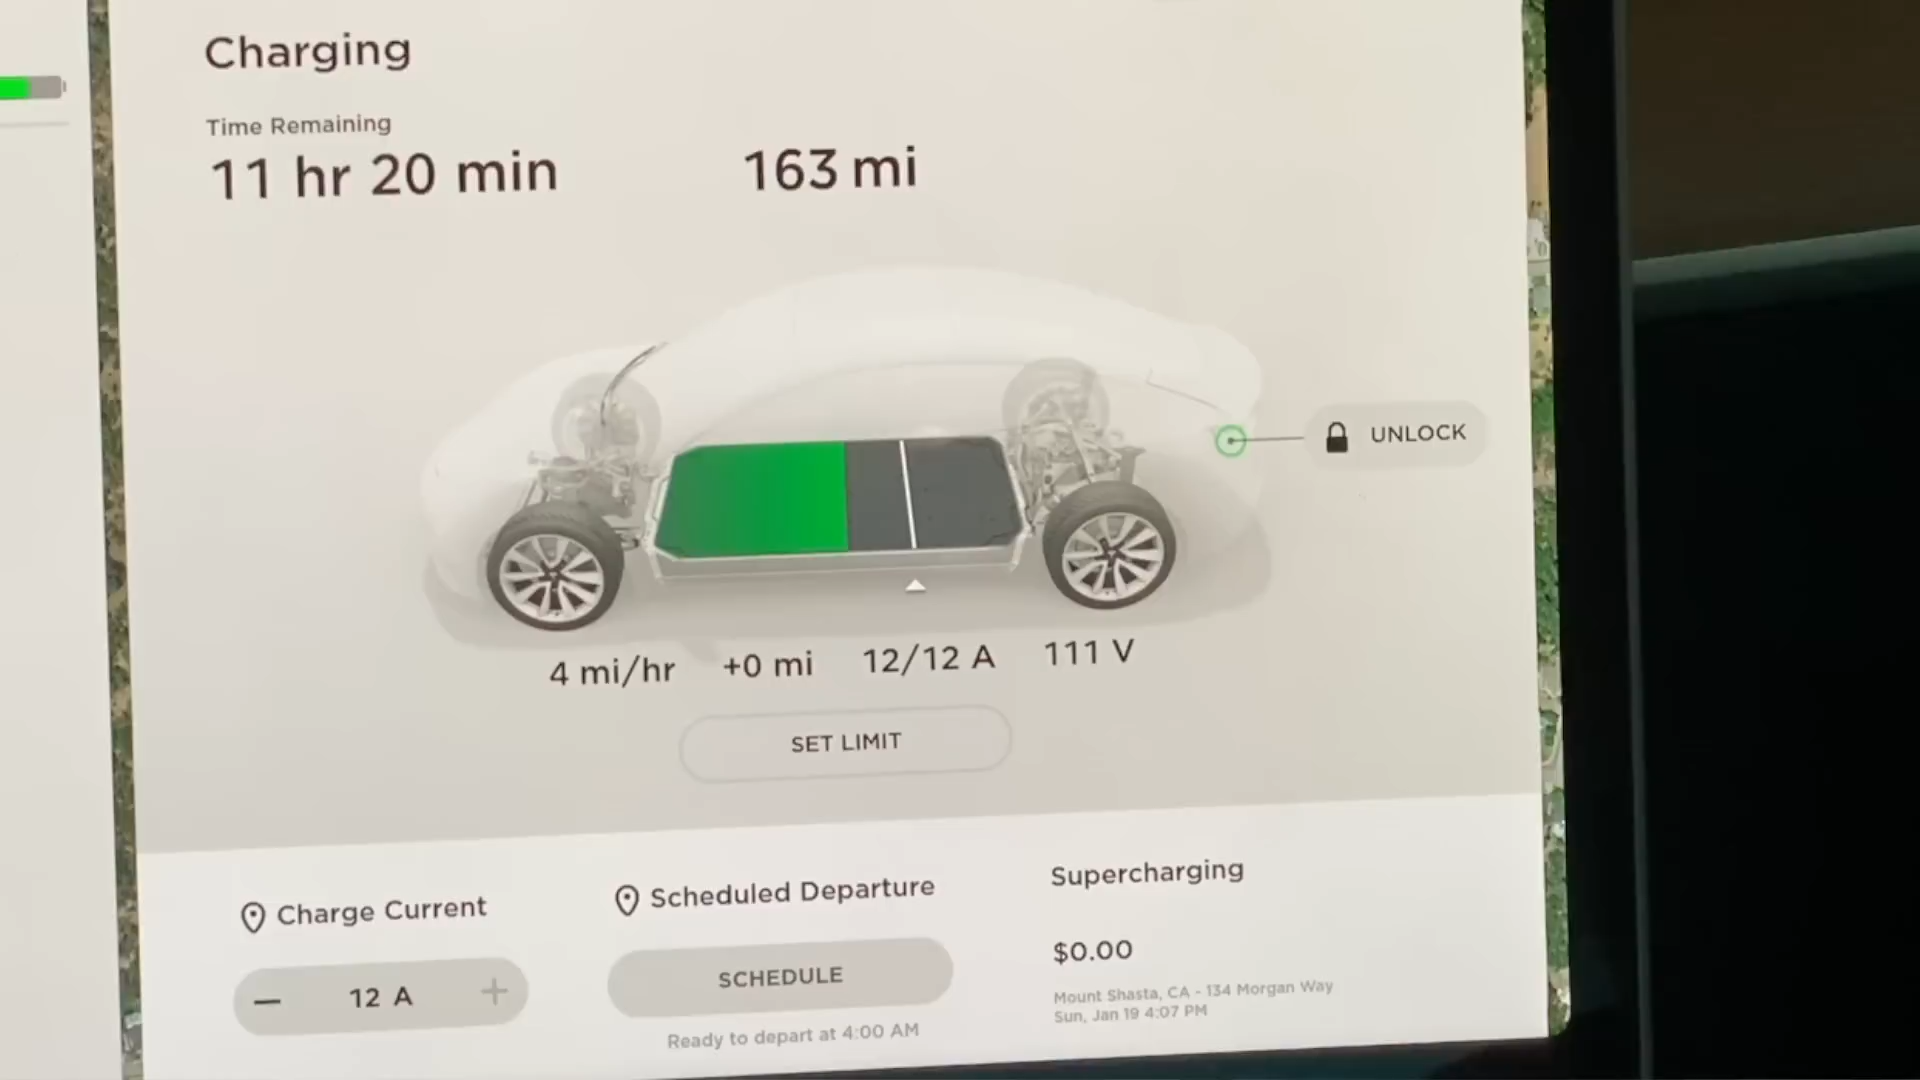 Charging
Time Remaining
11 hr 20 min
163 mi
UNLOCK
4 mi/hr
+0 mi
12/12 A
111 V
SET LIMIT
Charge Current
12 A
Scheduled Departure
SCHEDULE
Ready to depart at 4:00 AM
Supercharging
$0.00
Mount Shasta, CA - 134 Morgan Way
Sun, Jan 19 4:07 PM